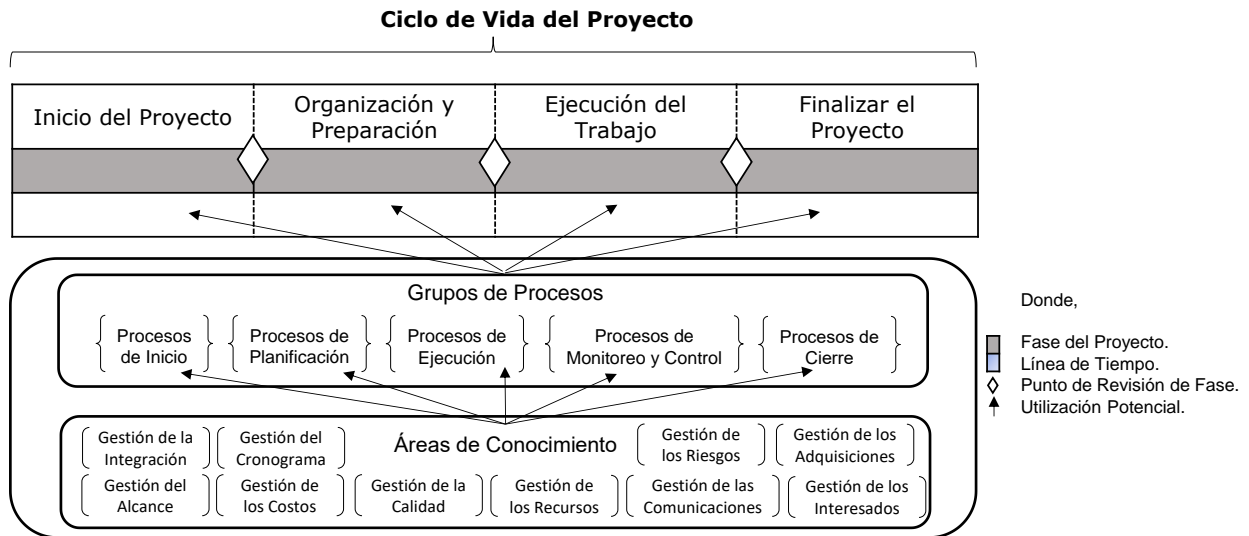 Ciclo de Vida del Proyecto
Inicio del Proyecto
Organización y
Preparación
Ejecución del
Trabajo
Finalizar el
Proyecto
Grupos de Procesos
Procesos
de Inicio
Procesos de
Planificación
Procesos de
Ejecución
Procesos de
Monitoreo y Control
Procesos de
Cierre
Áreas de Conocimiento
Gestión de la
Integración
Gestión del
Cronograma
Gestión de
los Riesgos
Gestión de los
Adquisiciones
Gestión del
Alcance
Gestión de
los Costos
Gestión de la
Calidad
Gestión de
los Recursos
Gestión de las
Comunicaciones
Gestión de los
Interesados
Donde,
Fase del Proyecto.
Línea de Tiempo.
Punto de Revisión de Fase.
Utilización Potencial.